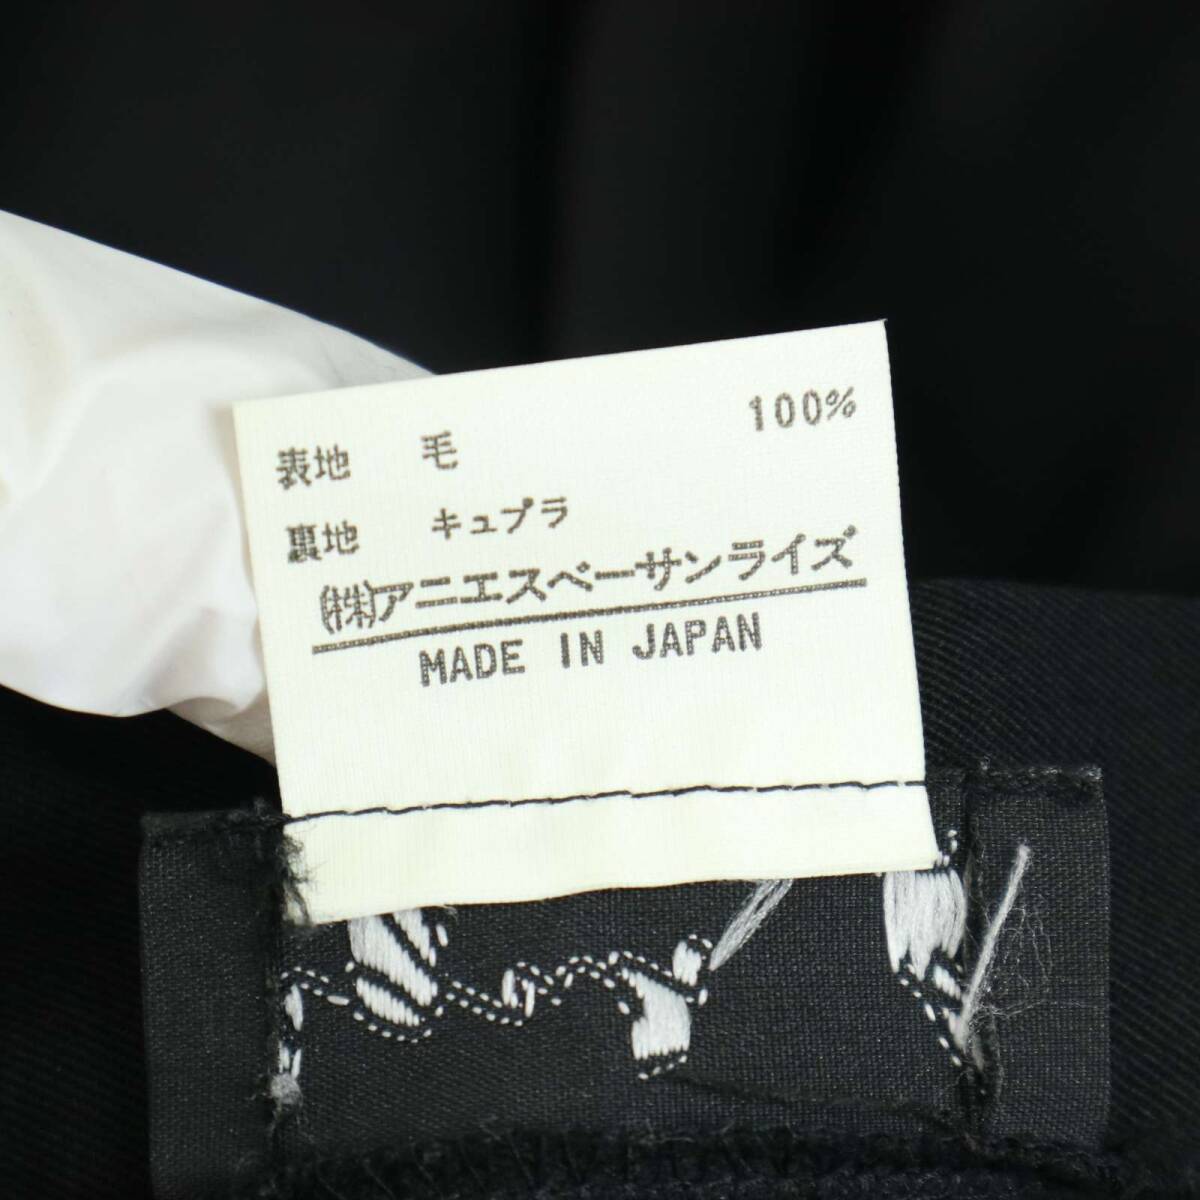 表地 毛 100%
裏地 キュプラ
(株)アニエスベーサンライズ
MADE IN JAPAN